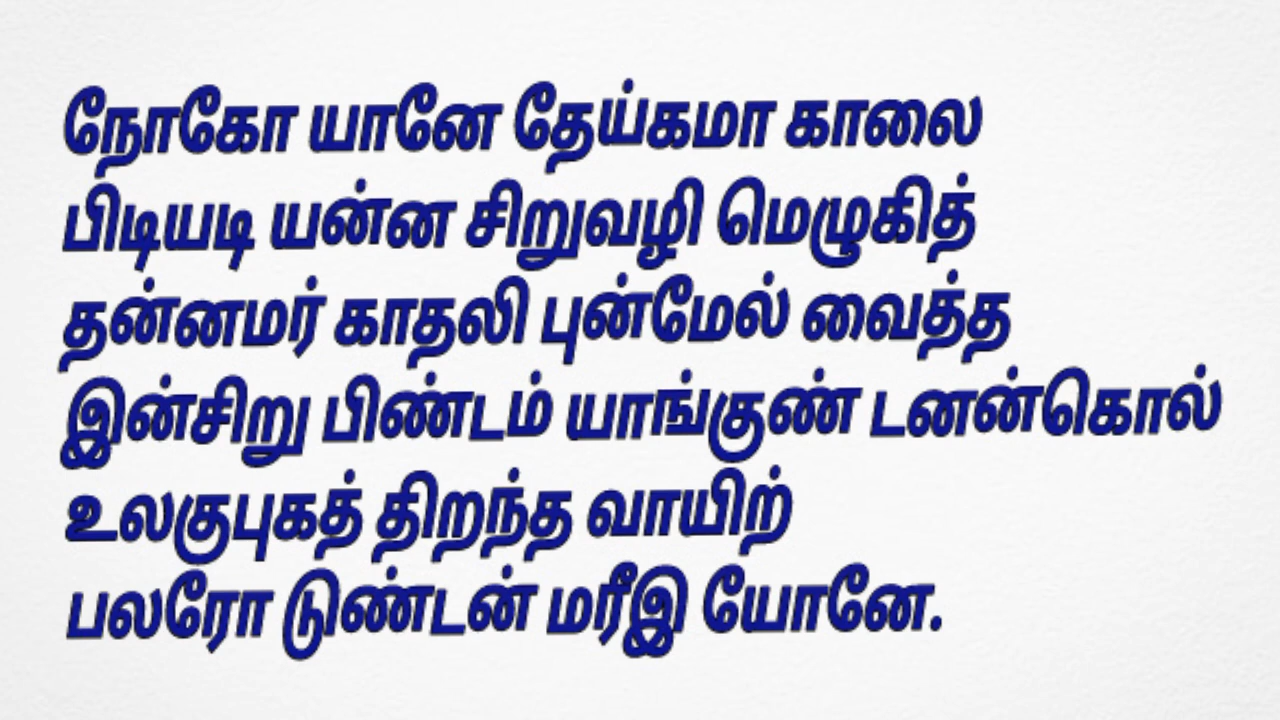 நோகோ யானே தேய்கமா காலை
பிடியடி யன்ன சிறுவழி மெழுகித்
தன்னமர் காதலி புன்மேல் வைத்த
இன்சிறு பிண்டம் யாங்குண் டனன்கொல்
உலகுபுகத் திறந்த வாயிற்
பலரோ டுண்டன் மரீஇ யோனே.